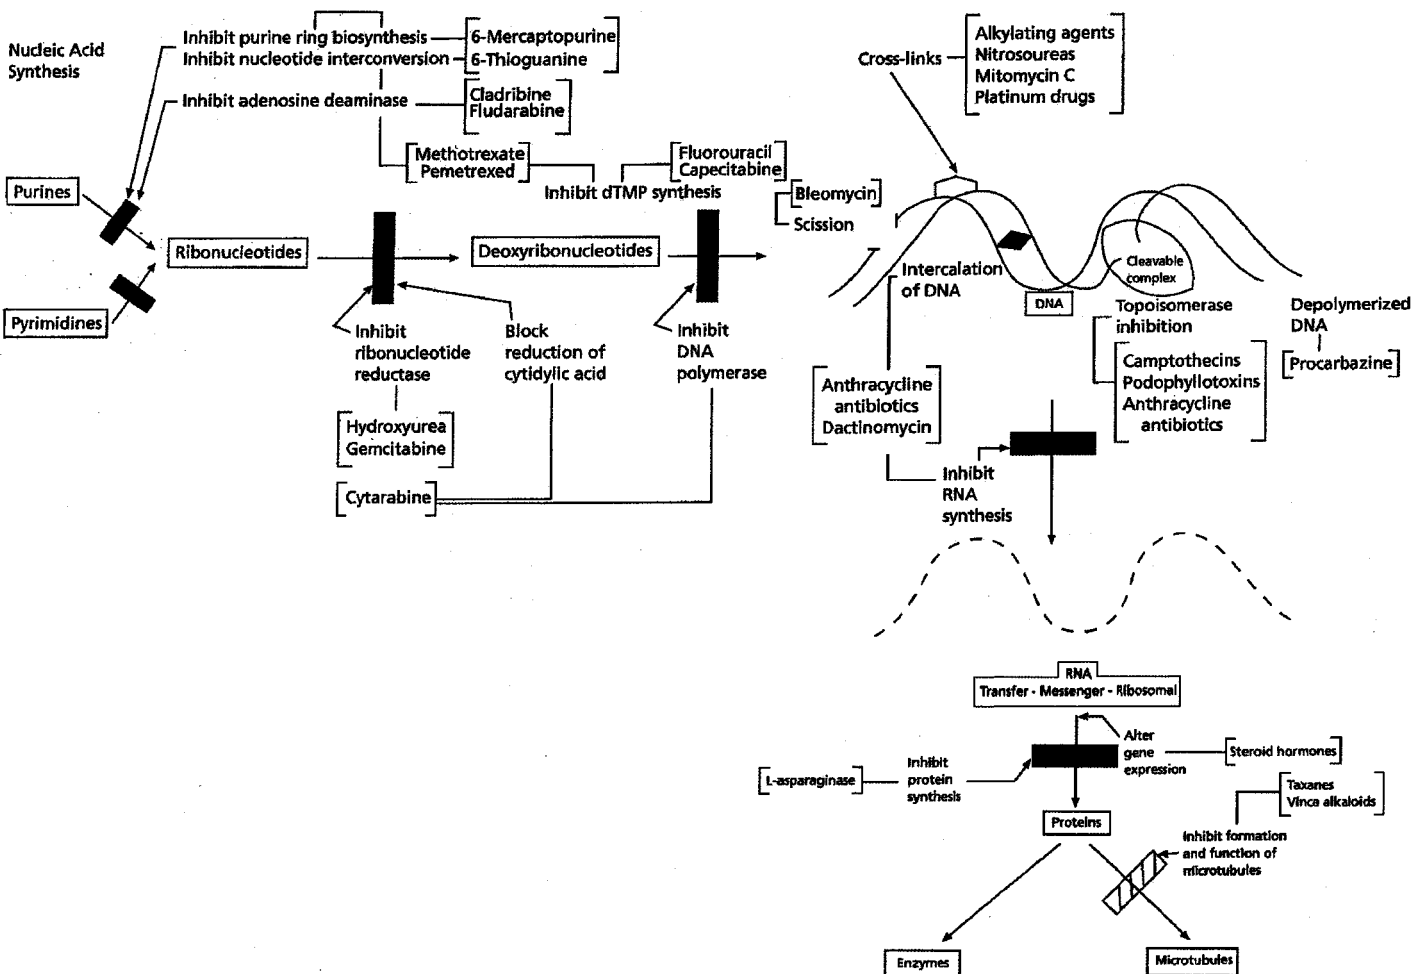 Nucleic Acid
Synthesis
Inhibit purine ring biosynthesis
Inhibit nucleotide interconversion
6-Mercaptopurine
6-Thioguanine
Inhibit adenosine deaminase
Cladribine
Fludarabine
Methotrexate
Pemetrexed
Fluorouracil
Capecitabine
Inhibit dTMP synthesis
Purines
Pyrimidines
Ribonucleotides
Deoxyribonucleotides
Inhibit
ribonucleotide
reductase
Block
reduction of
cytidylic acid
Inhibit
DNA
polymerase
Hydroxyurea
Gemcitabine
Cytarabine
Cross-links
Alkylating agents
Nitrosoureas
Mitomycin C
Platinum drugs
Bleomycin
Scission
Intercalation
of DNA
DNA
Cleavable
complex
Topoisomerase
inhibition
Depolymerized
DNA
Procarbazine
Camptothecins
Podophyllotoxins
Anthracycline
antibiotics
Anthracycline
antibiotics
Dactinomycin
Inhibit
RNA
synthesis
RNA
Transfer - Messenger - Ribosomal
Alter
gene
expression
Steroid hormones
L-asparaginase
Inhibit
protein
synthesis
Taxanes
Vinca alkaloids
Proteins
Inhibit formation
and function of
microtubules
Enzymes
Microtubules